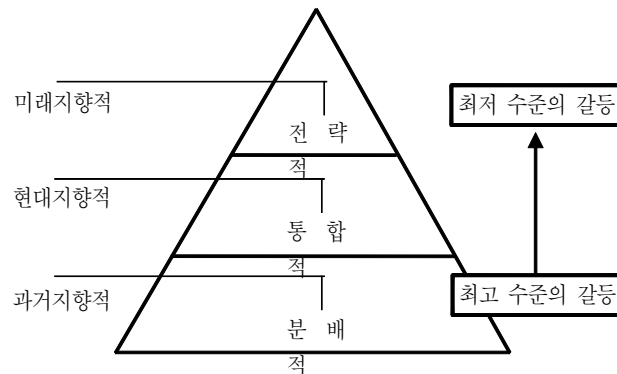 미래지향적
최저 수준의 갈등
전 략
적
현대지향적
통 합
적
과거지향적
최고 수준의 갈등
분 배
적